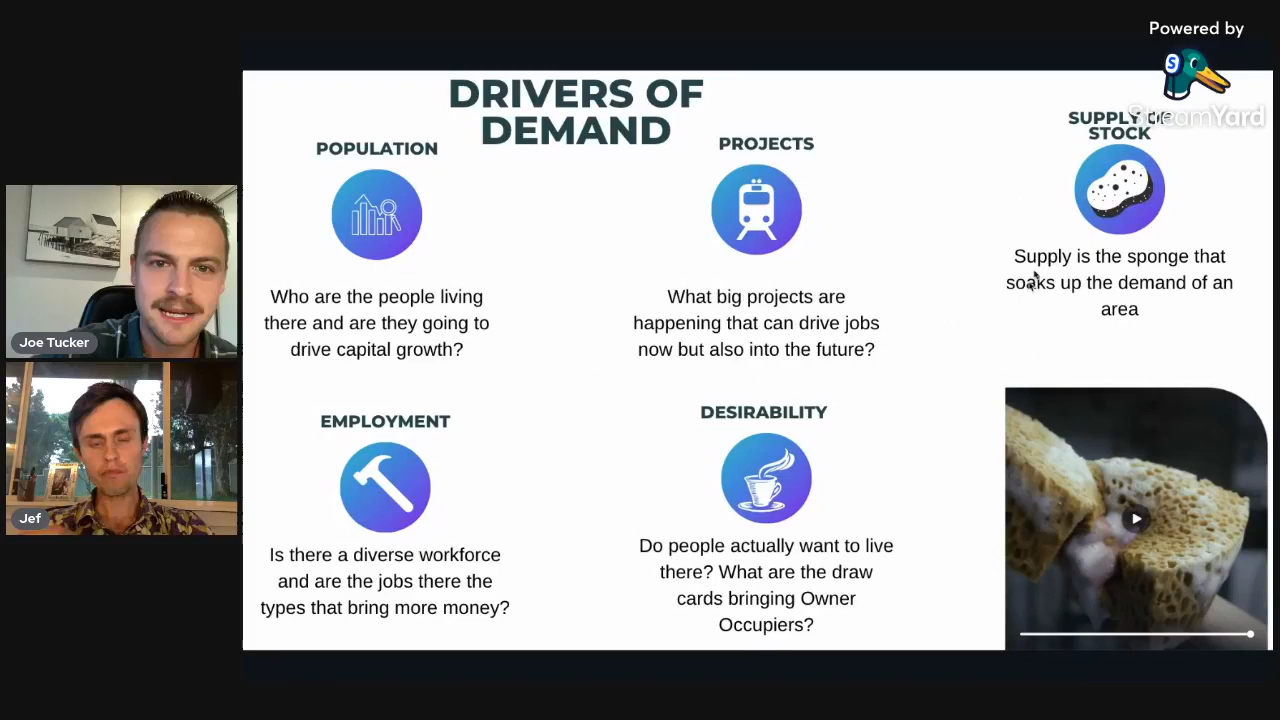 Powered by
StreamYard
DRIVERS OF
DEMAND
POPULATION
Who are the people living
there and are they going to
drive capital growth?
PROJECTS
What big projects are
happening that can drive jobs
now but also into the future?
SUPPLY OF
STOCK
Supply is the sponge that
soaks up the demand of an
area
EMPLOYMENT
Is there a diverse workforce
and are the jobs there the
types that bring more money?
DESIRABILITY
Do people actually want to live
there? What are the draw
cards bringing Owner
Occupiers?
Joe Tucker
Jef
S